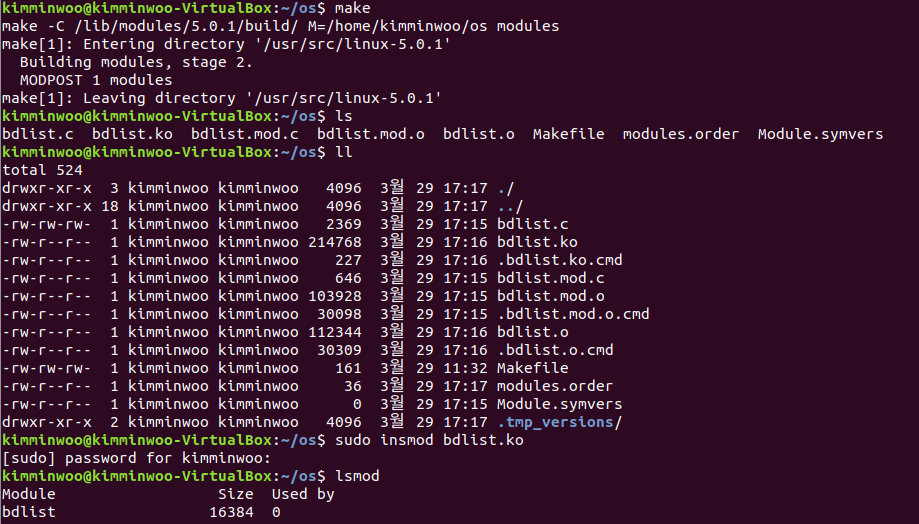 kimminwoo@kimminwoo-VirtualBox:~/os$ make
make -C /lib/modules/5.0.1/build/ M=/home/kimminwoo/os modules
make[1]: Entering directory '/usr/src/linux-5.0.1'
  Building modules, stage 2.
  MODPOST 1 modules
make[1]: Leaving directory '/usr/src/linux-5.0.1'
kimminwoo@kimminwoo-VirtualBox:~/os$ ls
bdlist.c  bdlist.ko  bdlist.mod.c  bdlist.mod.o  bdlist.o  Makefile  modules.order  Module.symvers
kimminwoo@kimminwoo-VirtualBox:~/os$ ll
total 524
drwxr-xr-x  3 kimminwoo kimminwoo   4096  3월 29 17:17 ./
drwxr-xr-x 18 kimminwoo kimminwoo   4096  3월 29 17:17 ../
-rw-rw-rw-  1 kimminwoo kimminwoo   2369  3월 29 17:15 bdlist.c
-rw-r--r--  1 kimminwoo kimminwoo 214768  3월 29 17:16 bdlist.ko
-rw-r--r--  1 kimminwoo kimminwoo    227  3월 29 17:16 .bdlist.ko.cmd
-rw-r--r--  1 kimminwoo kimminwoo    646  3월 29 17:15 bdlist.mod.c
-rw-r--r--  1 kimminwoo kimminwoo 103928  3월 29 17:15 bdlist.mod.o
-rw-r--r--  1 kimminwoo kimminwoo  30098  3월 29 17:15 .bdlist.mod.o.cmd
-rw-r--r--  1 kimminwoo kimminwoo 112344  3월 29 17:16 bdlist.o
-rw-r--r--  1 kimminwoo kimminwoo  30309  3월 29 17:16 .bdlist.o.cmd
-rw-rw-rw-  1 kimminwoo kimminwoo    161  3월 29 11:32 Makefile
-rw-r--r--  1 kimminwoo kimminwoo     36  3월 29 17:17 modules.order
-rw-r--r--  1 kimminwoo kimminwoo      0  3월 29 17:15 Module.symvers
drwxr-xr-x  2 kimminwoo kimminwoo   4096  3월 29 17:17 .tmp_versions/
kimminwoo@kimminwoo-VirtualBox:~/os$ sudo insmod bdlist.ko
[sudo] password for kimminwoo:
kimminwoo@kimminwoo-VirtualBox:~/os$ lsmod
Module                  Size  Used by
bdlist                 16384  0